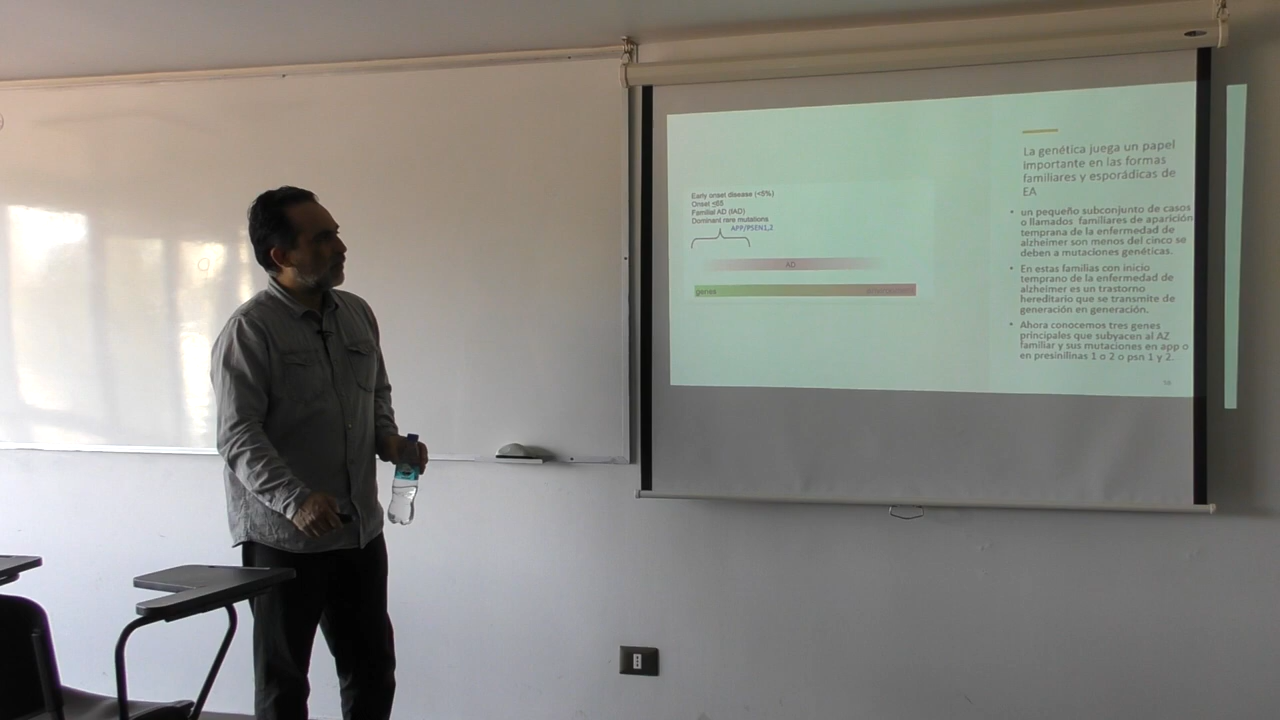 Early onset disease (<5%)
Onset <65
Familial AD (fAD)
Dominant rare mutations
APP/PSEN1,2
AD
genes
La genética juega un papel
importante en las formas
familiares y esporádicas de
EA
• un pequeño subconjunto de casos
o llamados familiares de aparición
temprana de la enfermedad de
alzheimer son menos del cinco se
deben a mutaciones genéticas.
• En estas familias con inicio
temprano de la enfermedad de
alzheimer es un trastorno
hereditario que se transmite de
generación en generación.
• Ahora conocemos tres genes
principales que subyacen al AZ
familiar y sus mutaciones en app o
en presinilinas 1 o 2 o psn 1 y 2.